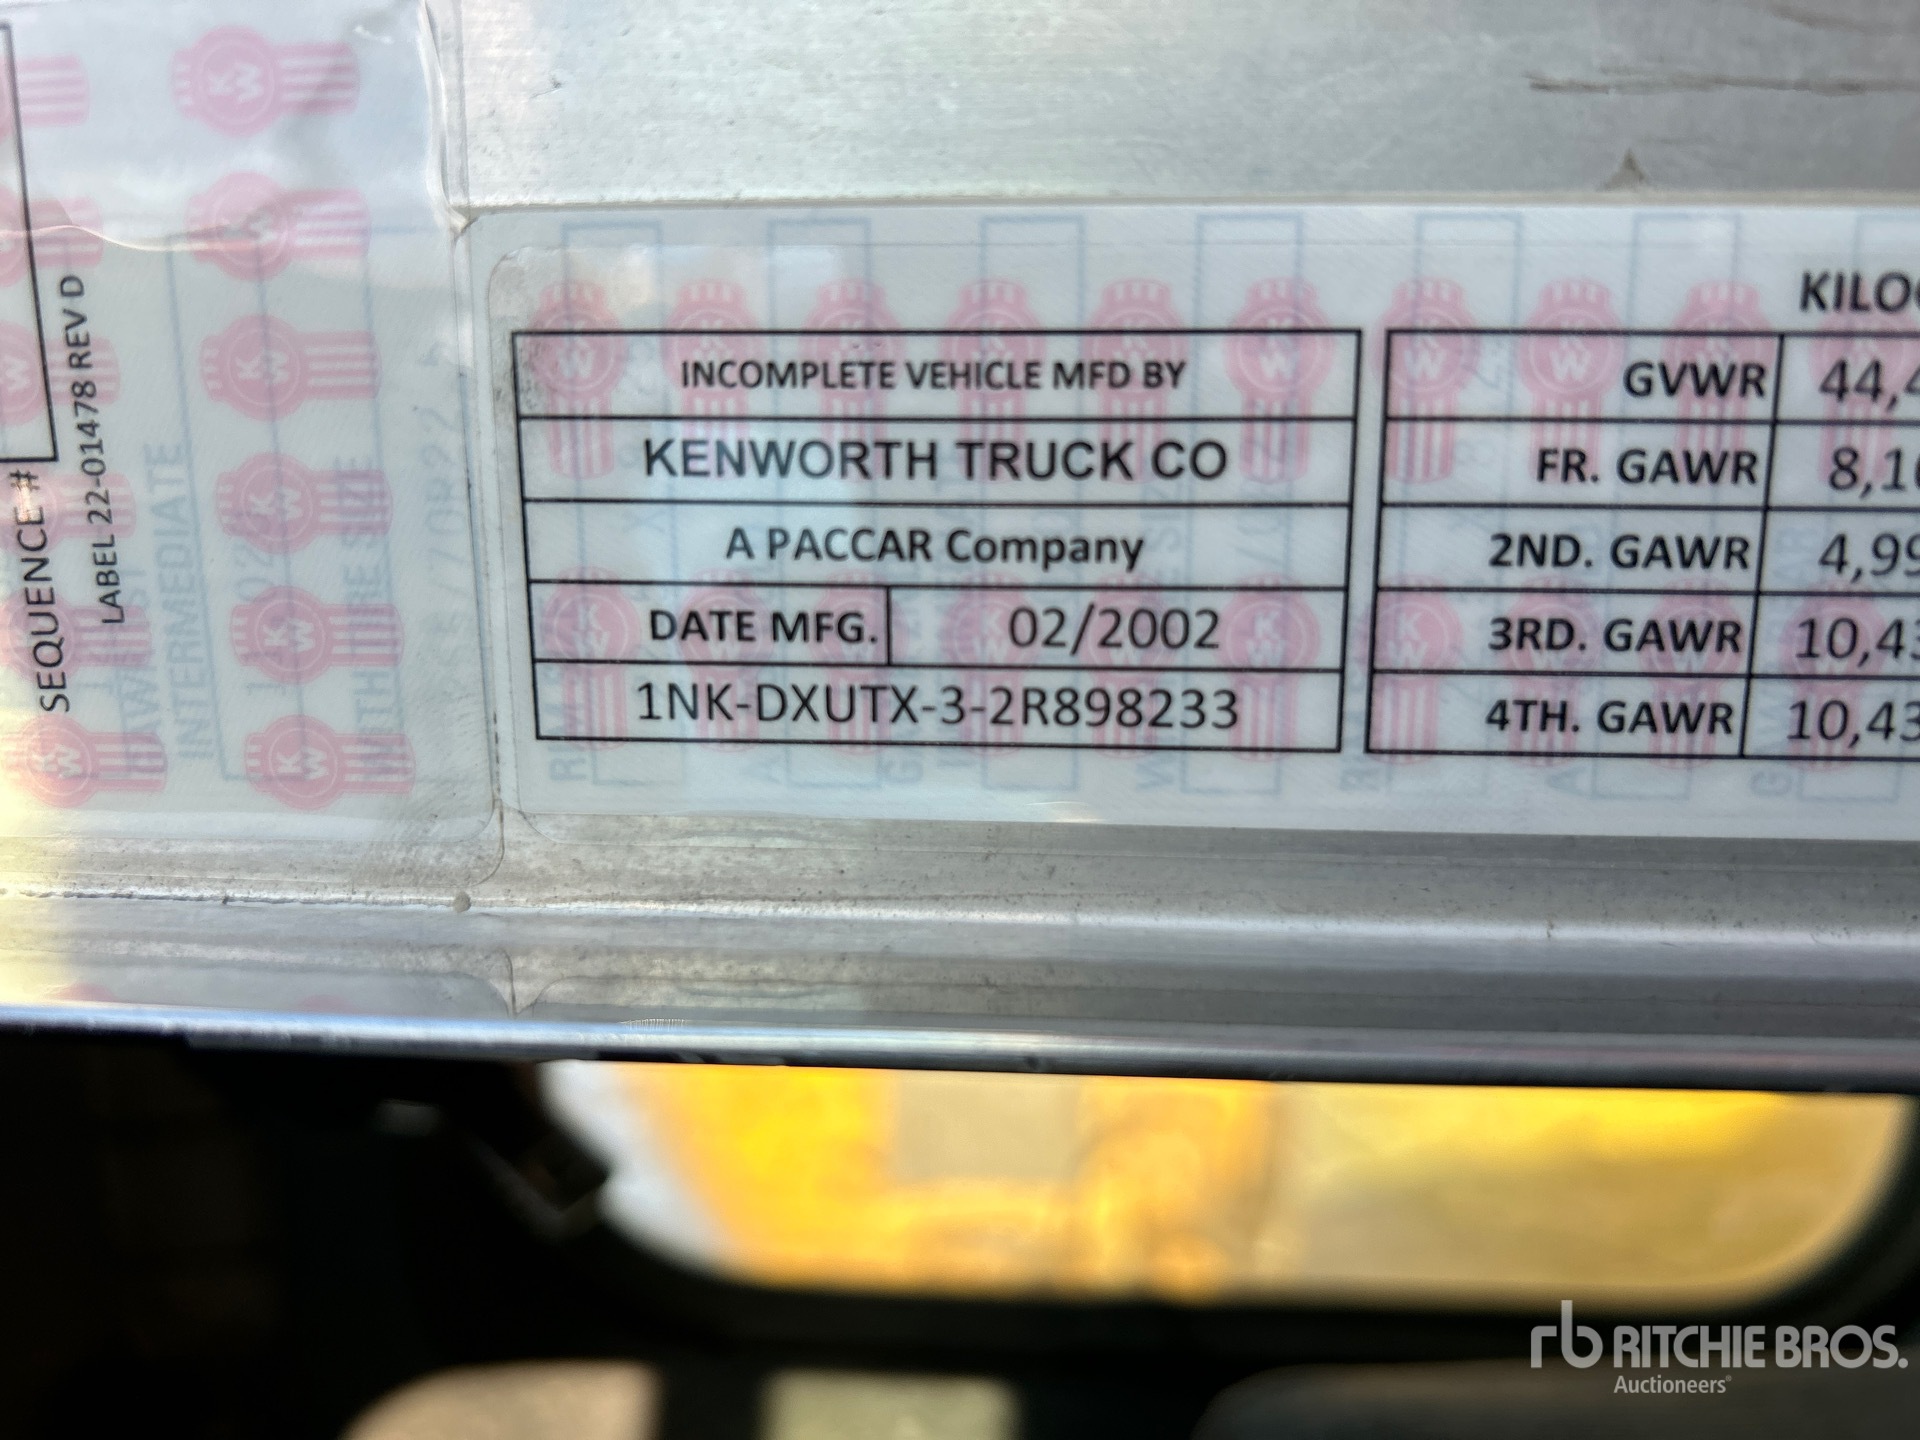 SEQUENCE #
LABEL 22-01478 REV D
INTERMEDIATE
INCOMPLETE VEHICLE MFD BY
KENWORTH TRUCK CO
A PACCAR Company
DATE MFG. 02/2002
1NK-DXUTX-3-2R898233
KILO
GVWR 44,4
FR. GAWR 8,1
2ND. GAWR 4,99
3RD. GAWR 10,43
4TH. GAWR 10,43
rb RITCHIE BROS.
Auctioneers